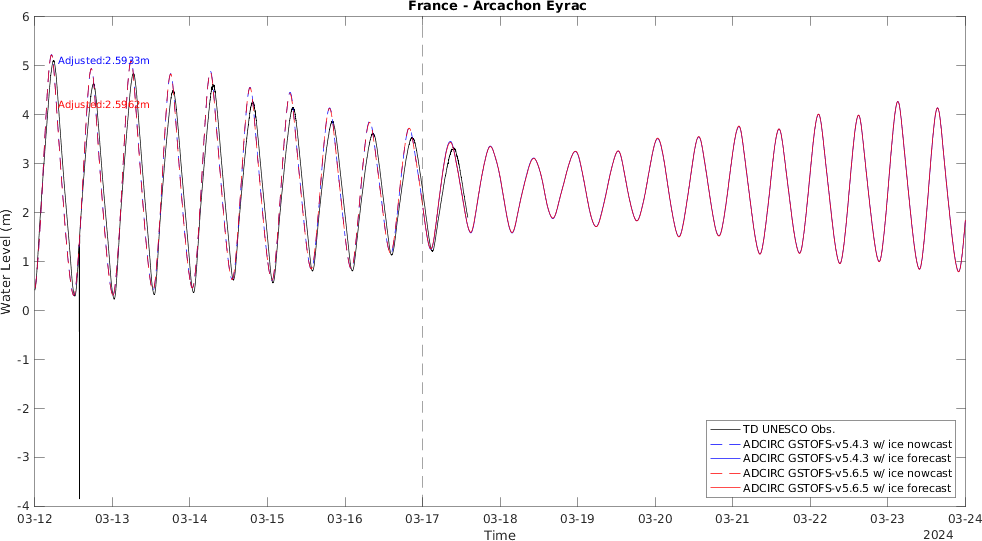 France - Arcachon Eyrac
6
5
4
3
2
1
0
-1
-2
-3
-4
Water Level (m)
Adjusted:2.5933m
Adjusted:2.5962m
TD UNESCO Obs.
ADCIRC GSTOFS-v5.4.3 w/ ice nowcast
ADCIRC GSTOFS-v5.4.3 w/ ice forecast
ADCIRC GSTOFS-v5.6.5 w/ ice nowcast
ADCIRC GSTOFS-v5.6.5 w/ ice forecast
03-12 03-13 03-14 03-15 03-16 03-17 03-18 03-19 03-20 03-21 03-22 03-23 03-24
Time
2024